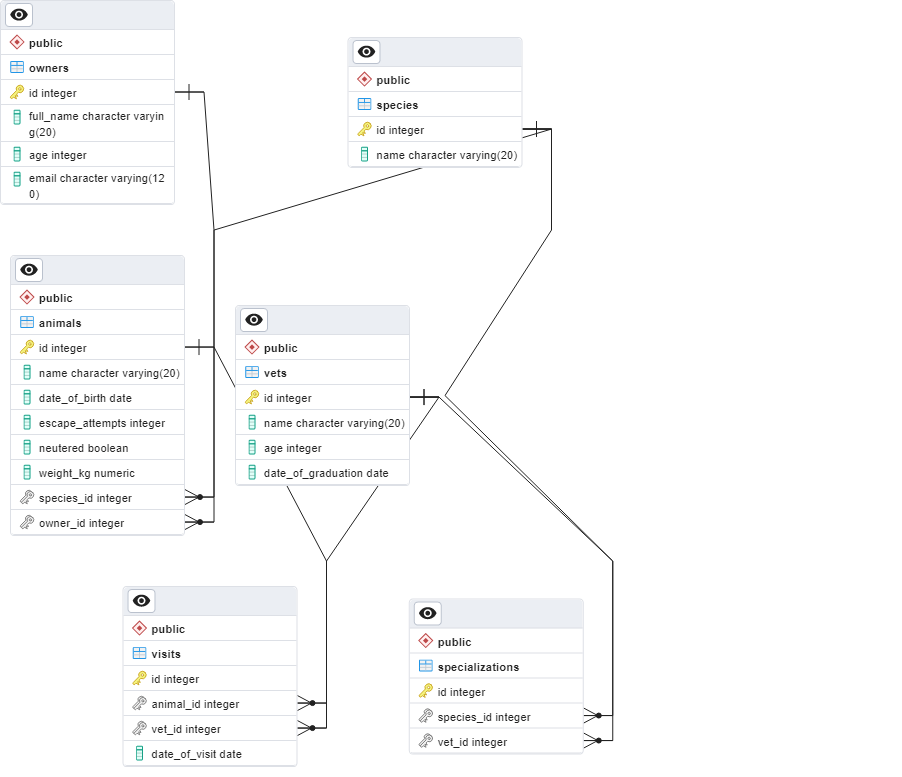 public
owners
id integer
full_name character varyin
g(20)
age integer
email character varying(12
0)
public
species
id integer
name character varying(20)
public
animals
id integer
name character varying(20)
date_of_birth date
escape_attempts integer
neutered boolean
weight_kg numeric
species_id integer
owner_id integer
public
vets
id integer
name character varying(20)
age integer
date_of_graduation date
public
visits
id integer
animal_id integer
vet_id integer
date_of_visit date
public
specializations
id integer
species_id integer
vet_id integer